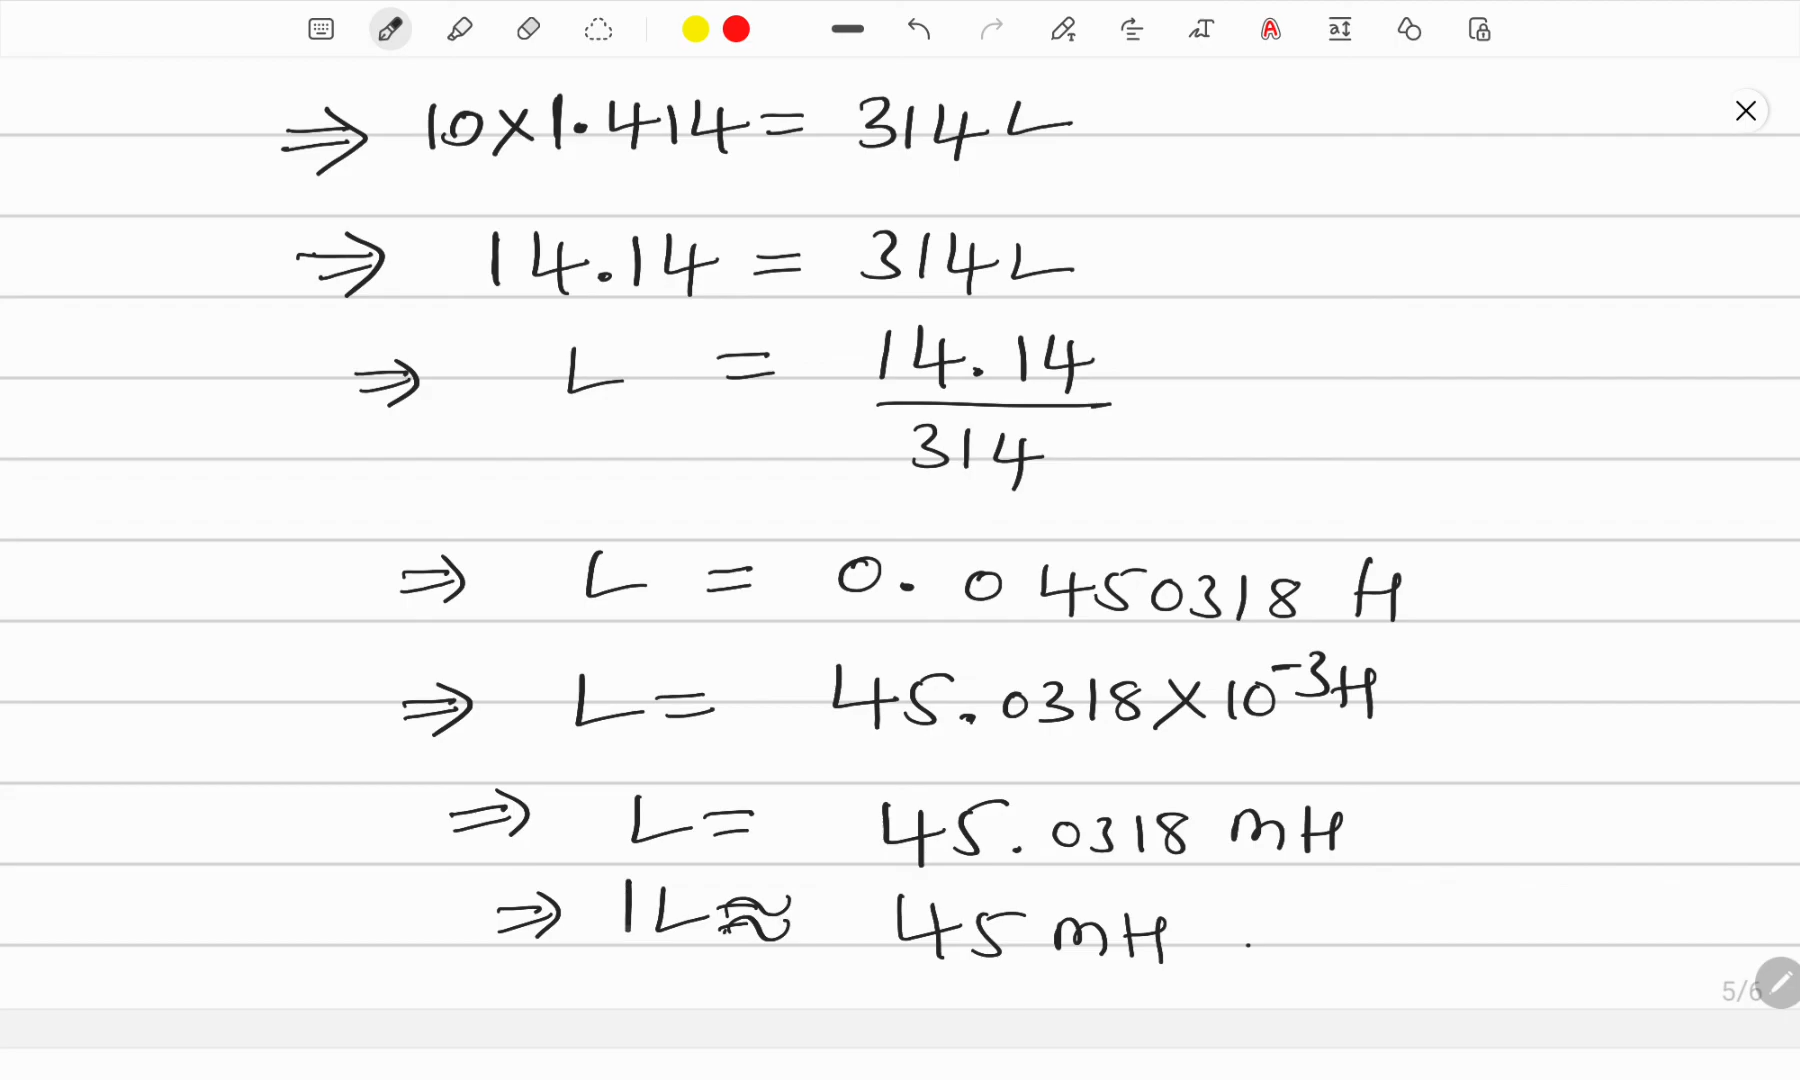 ⇒ 10×1.414 = 314L
⇒ 14.14 = 314L
⇒ L = 14.14
314
⇒ L = 0.0450318 H
⇒ L = 45.0318×10⁻³H
⇒ L = 45.0318 mH
⇒ 1L ≈ 45 mH .
5/6